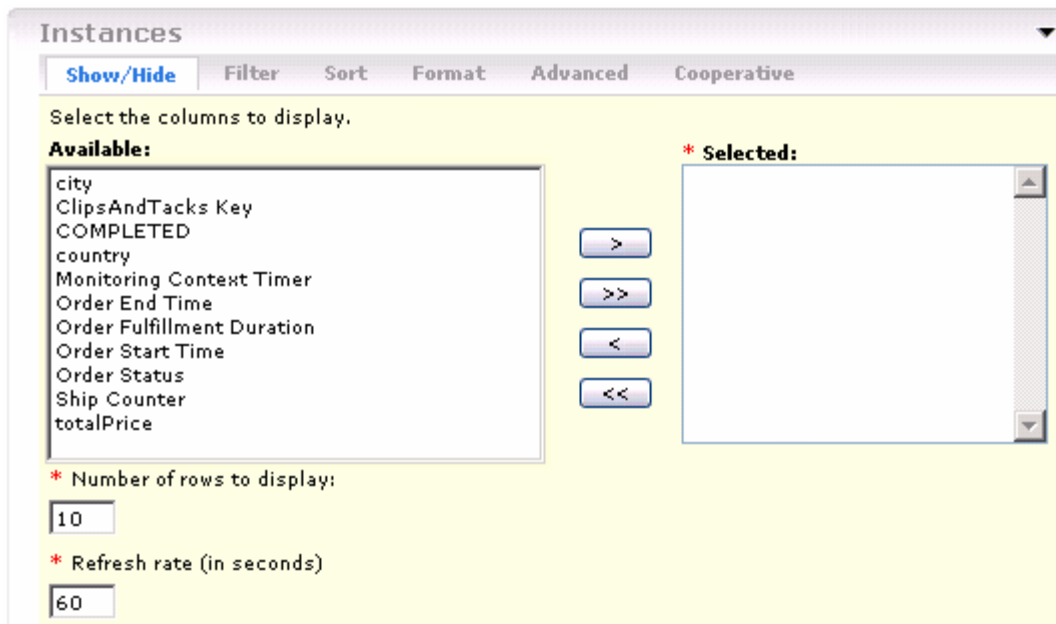 Instances
Show/Hide Filter Sort Format Advanced Cooperative
Select the columns to display.
Available:
* Selected:
city
ClipsAndTacks Key
COMPLETED
country
Monitoring Context Timer
Order End Time
Order Fulfillment Duration
Order Start Time
Order Status
Ship Counter
totalPrice
>
>>
<
<<
* Number of rows to display:
10
* Refresh rate (in seconds)
60